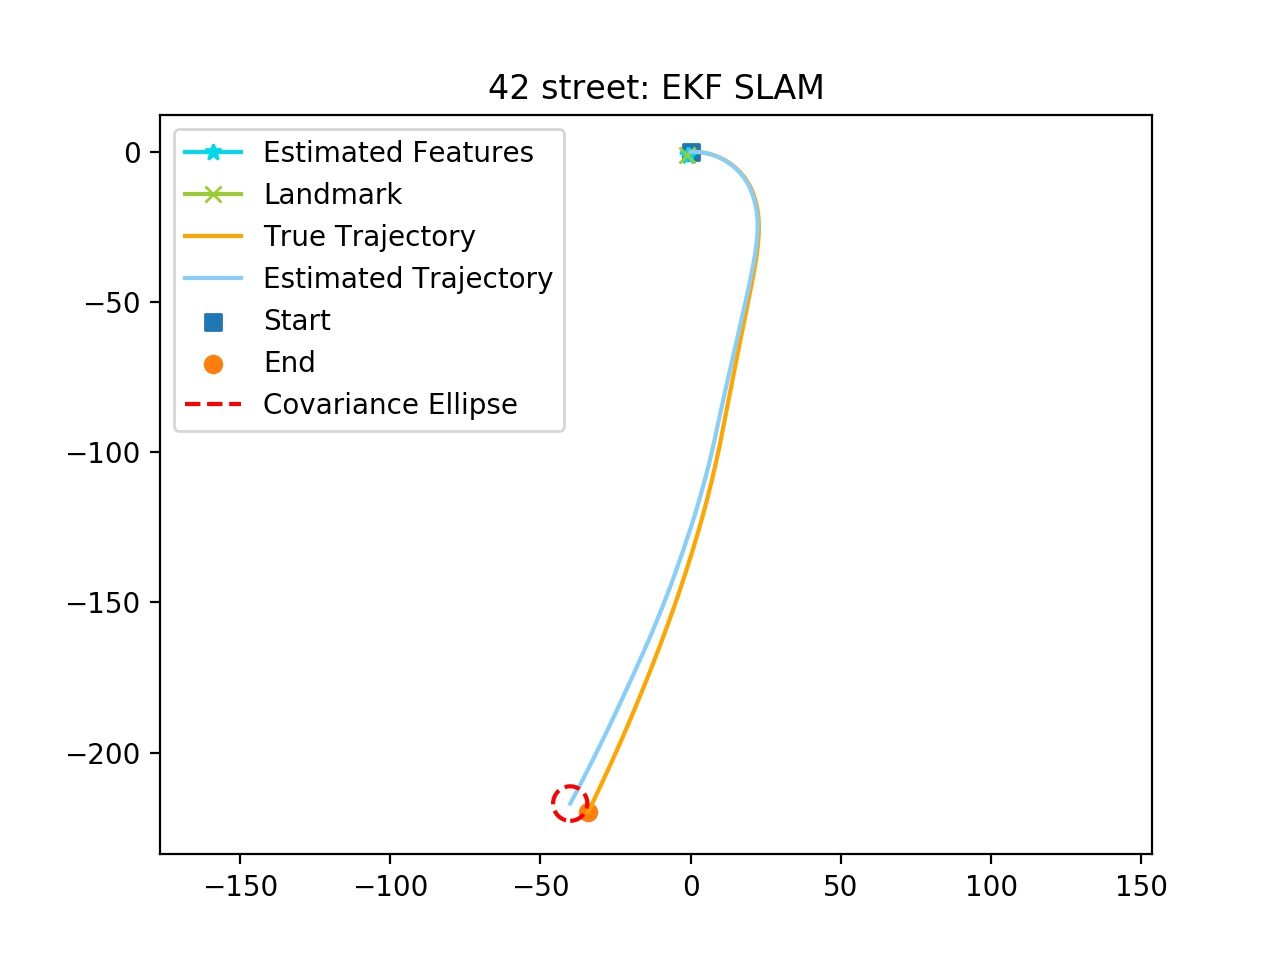 42 street: EKF SLAM
Estimated Features
Landmark
True Trajectory
Estimated Trajectory
Start
End
Covariance Ellipse
0
−50
−100
−150
−200
−150 −100 −50 0 50 100 150